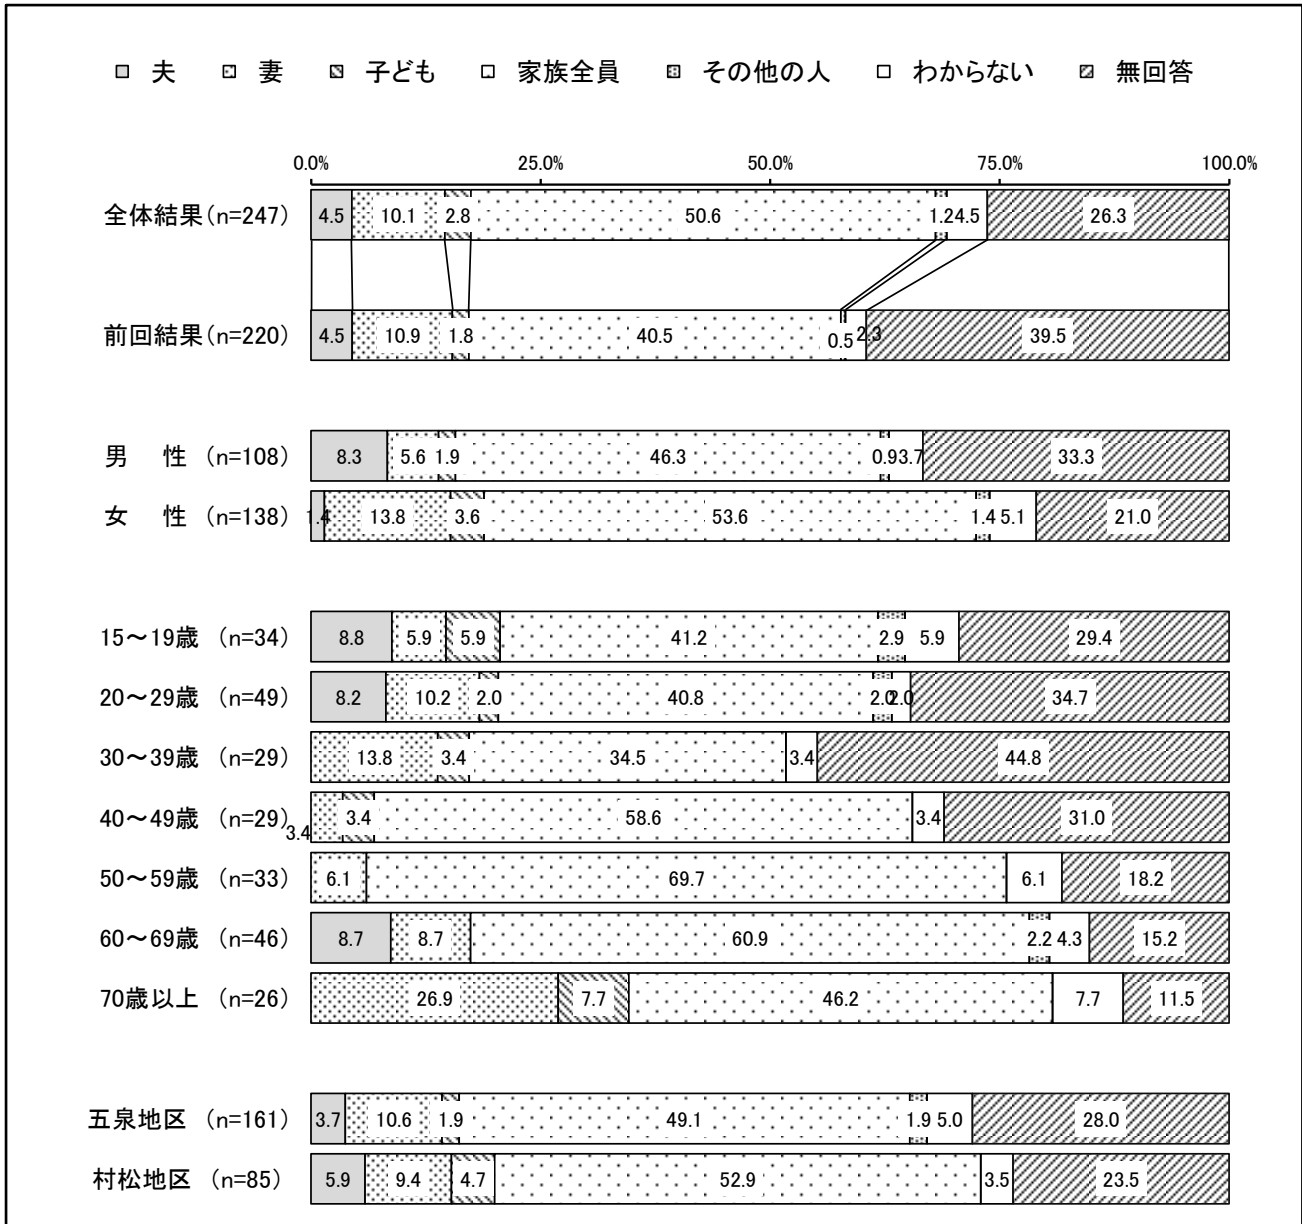 夫 妻 子ども 家族全員 その他の人 わからない 無回答
0.0% 25.0% 50.0% 75.0% 100.0%
全体結果(n=247) 4.5 10.1 2.8 50.6 1.2 4.5 26.3
前回結果(n=220) 4.5 10.9 1.8 40.5 0.5 2.3 39.5
男 性 (n=108) 8.3 5.6 1.9 46.3 0.9 3.7 33.3
女 性 (n=138) 1.4 13.8 3.6 53.6 1.4 5.1 21.0
15～19歳 (n=34) 8.8 5.9 5.9 41.2 2.9 5.9 29.4
20～29歳 (n=49) 8.2 10.2 2.0 40.8 2.0 2.0 34.7
30～39歳 (n=29) 13.8 3.4 34.5 3.4 44.8
40～49歳 (n=29) 3.4 3.4 58.6 3.4 31.0
50～59歳 (n=33) 6.1 69.7 6.1 18.2
60～69歳 (n=46) 8.7 8.7 60.9 2.2 4.3 15.2
70歳以上 (n=26) 26.9 7.7 46.2 7.7 11.5
五泉地区 (n=161) 3.7 10.6 1.9 49.1 1.9 5.0 28.0
村松地区 (n=85) 5.9 9.4 4.7 52.9 3.5 23.5